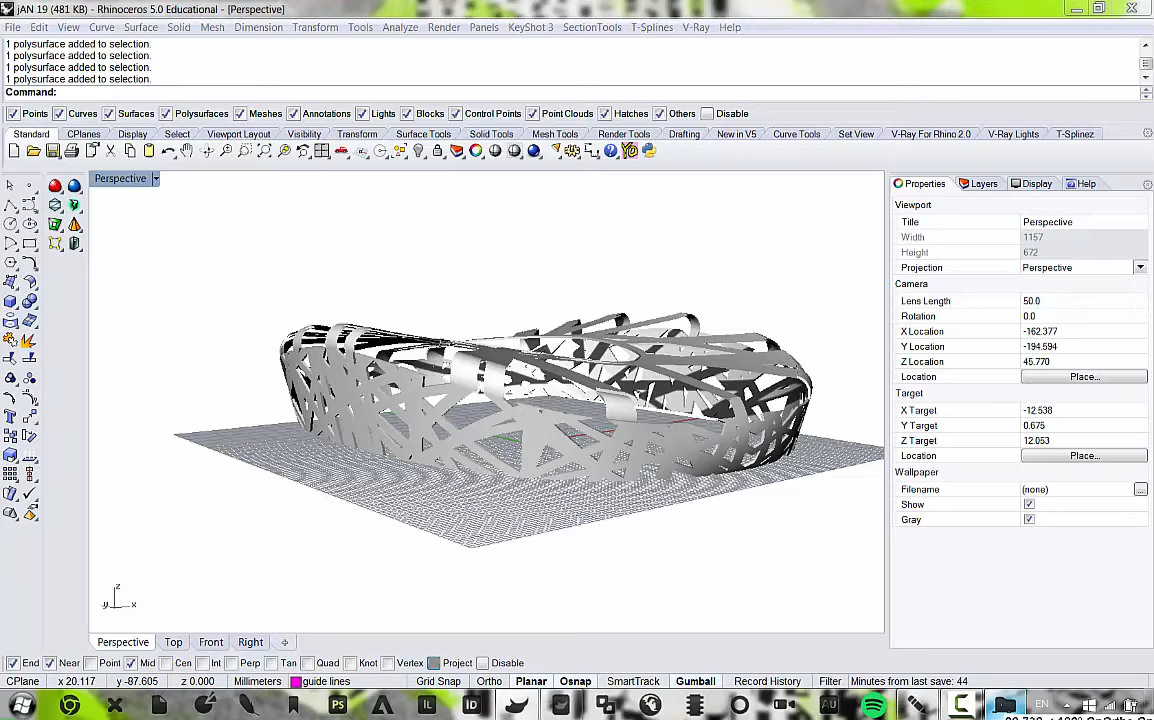 jAN 19 (481 KB) - Rhinoceros 5.0 Educational - [Perspective]
File Edit View Curve Surface Solid Mesh Dimension Transform Tools Analyze Render Panels KeyShot 3 SectionTools T-Splines V-Ray Help
1 polysurface added to selection.
1 polysurface added to selection.
1 polysurface added to selection.
1 polysurface added to selection.
Command:
Points Curves Surfaces Polysurfaces Meshes Annotations Lights Blocks Control Points Point Clouds Hatches Others Disable
Standard CPlanes Display Select Viewport Layout Visibility Transform Surface Tools Solid Tools Mesh Tools Render Tools Drafting New in V5 Curve Tools Set View V-Ray For Rhino 2.0 V-Ray Lights T-Splinez
Perspective
Properties Layers Display Help
Viewport
Title Perspective
Width 1157
Height 672
Projection Perspective
Camera
Lens Length 50.0
Rotation 0.0
X Location -162.377
Y Location -194.594
Z Location 45.770
Location Place...
Target
X Target -12.538
Y Target 0.675
Z Target 12.053
Location Place...
Wallpaper
Filename (none) ...
Show
Gray
z
y x
Perspective Top Front Right
End Near Point Mid Cen Int Perp Tan Quad Knot Vertex Project Disable
CPlane x 20.117 y -87.605 z 0.000 Millimeters guide lines Grid Snap Ortho Planar Osnap SmartTrack Gumball Record History Filter Minutes from last save: 44
PS IL ID AU EN